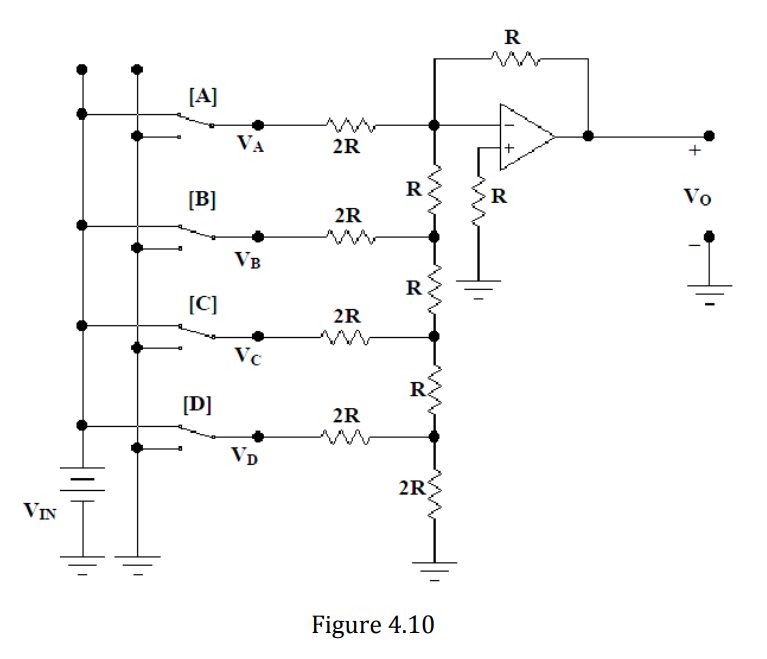 R
[A]
VA
2R
+
R
R
[B]
2R
VO
VB
R
[C]
2R
VC
R
[D]
2R
VD
2R
VIN
Figure 4.10